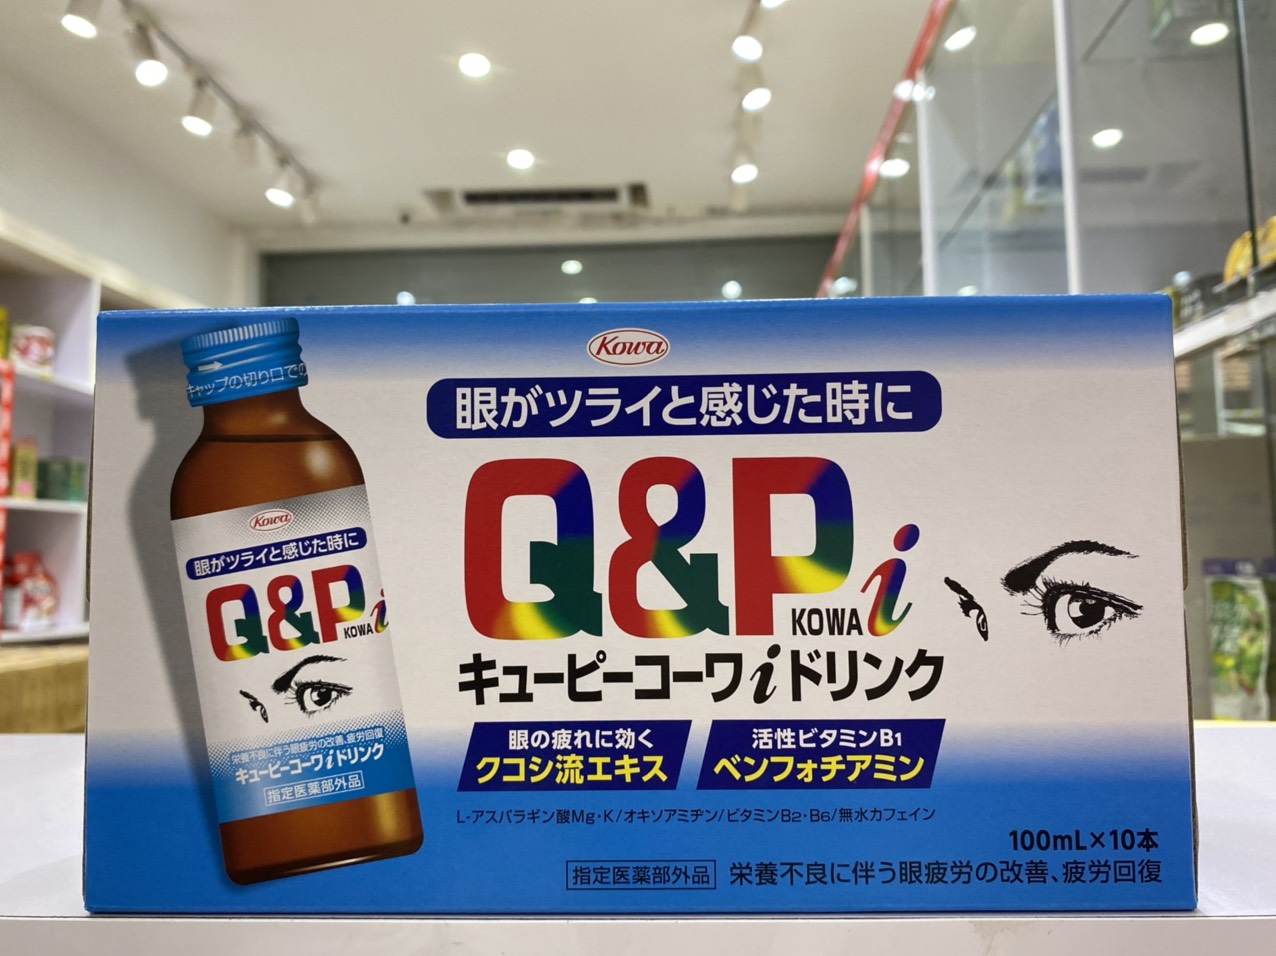 Kowa
眼がツライと感じた時に
Q&P
KOWA
i
キューピーコーワiドリンク
眼の疲れに効く
クコシ流エキス
活性ビタミンB1
ベンフォチアミン
L-アスパラギン酸Mg・K/オキソアミヂン/ビタミンB2・B6/無水カフェイン
100mL×10本
指定医薬部外品
栄養不良に伴う眼疲労の改善、疲労回復
キャップの切り口での
Kowa
眼がツライと感じた時に
Q&P
KOWA
i
栄養不良に伴う眼疲労の改善、疲労回復
キューピーコーワiドリンク
指定医薬部外品